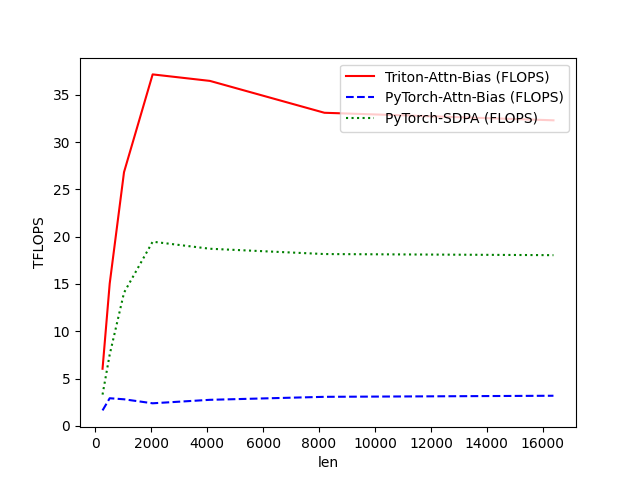 Triton-Attn-Bias (FLOPS)
PyTorch-Attn-Bias (FLOPS)
PyTorch-SDPA (FLOPS)
TFLOPS
35
30
25
20
15
10
5
0
0 2000 4000 6000 8000 10000 12000 14000 16000
len